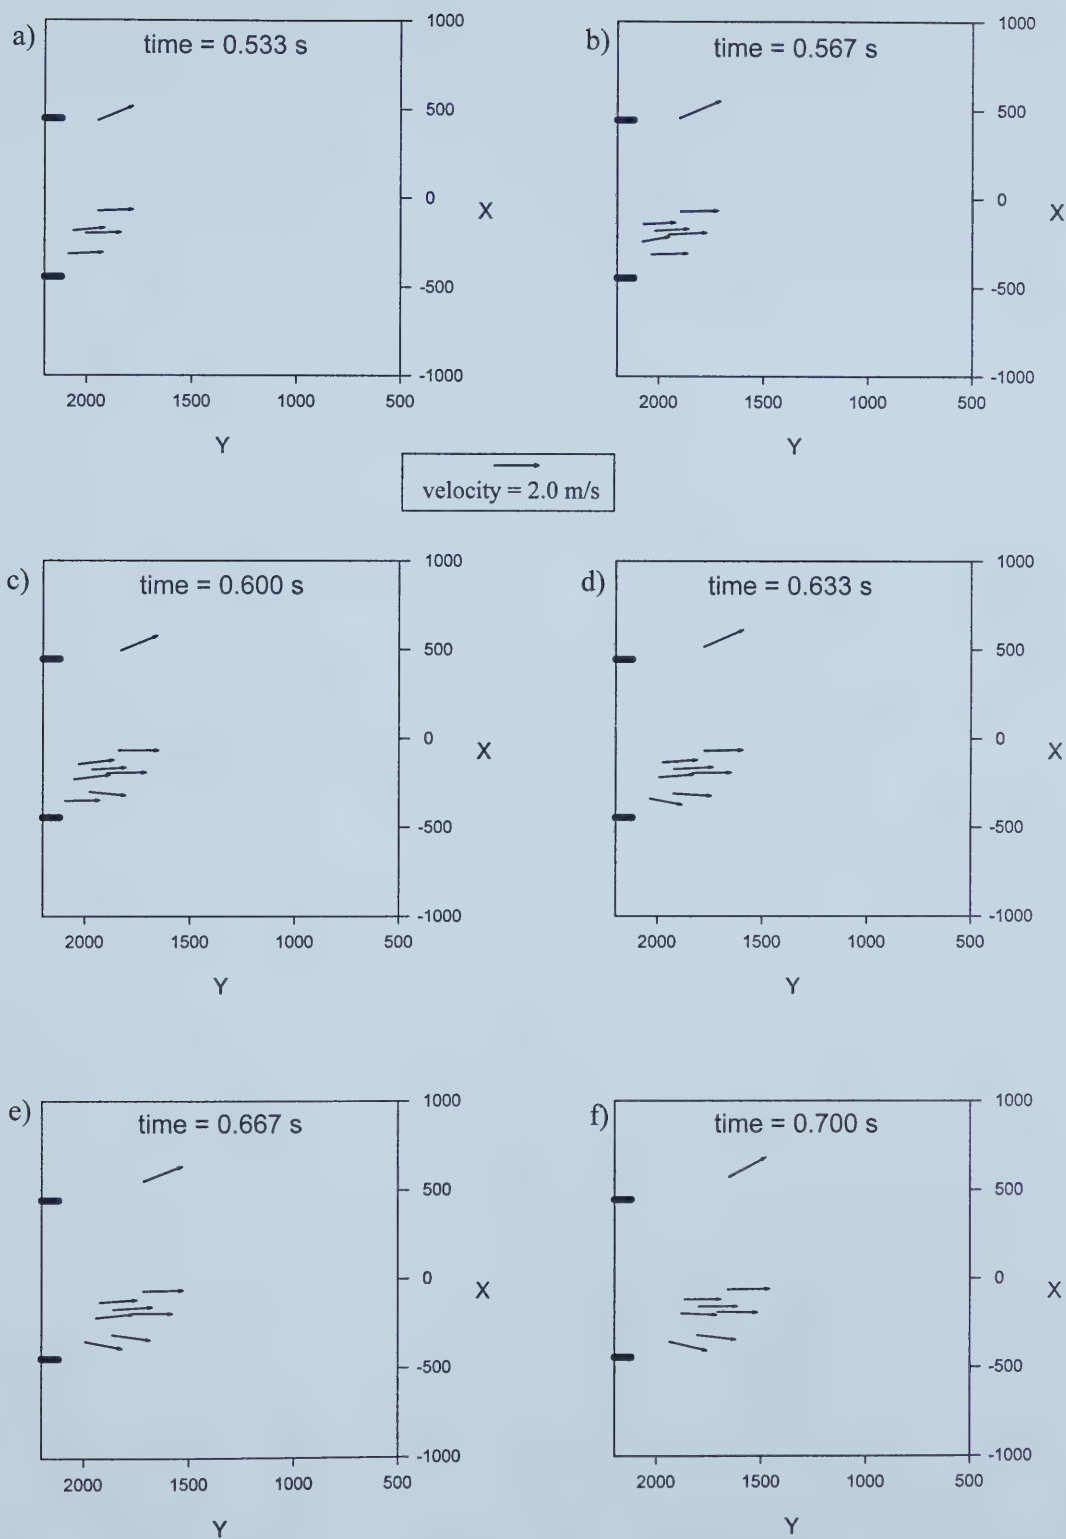 a)
time = 0.533 s
1000
500
0
-500
-1000
X
2000 1500 1000 500
Y
b)
time = 0.567 s
1000
500
0
-500
-1000
X
2000 1500 1000 500
Y
velocity = 2.0 m/s
c)
time = 0.600 s
1000
500
0
-500
-1000
X
2000 1500 1000 500
Y
d)
time = 0.633 s
1000
500
0
-500
-1000
X
2000 1500 1000 500
Y
e)
time = 0.667 s
1000
500
0
-500
-1000
X
2000 1500 1000 500
Y
f)
time = 0.700 s
1000
500
0
-500
-1000
X
2000 1500 1000 500
Y